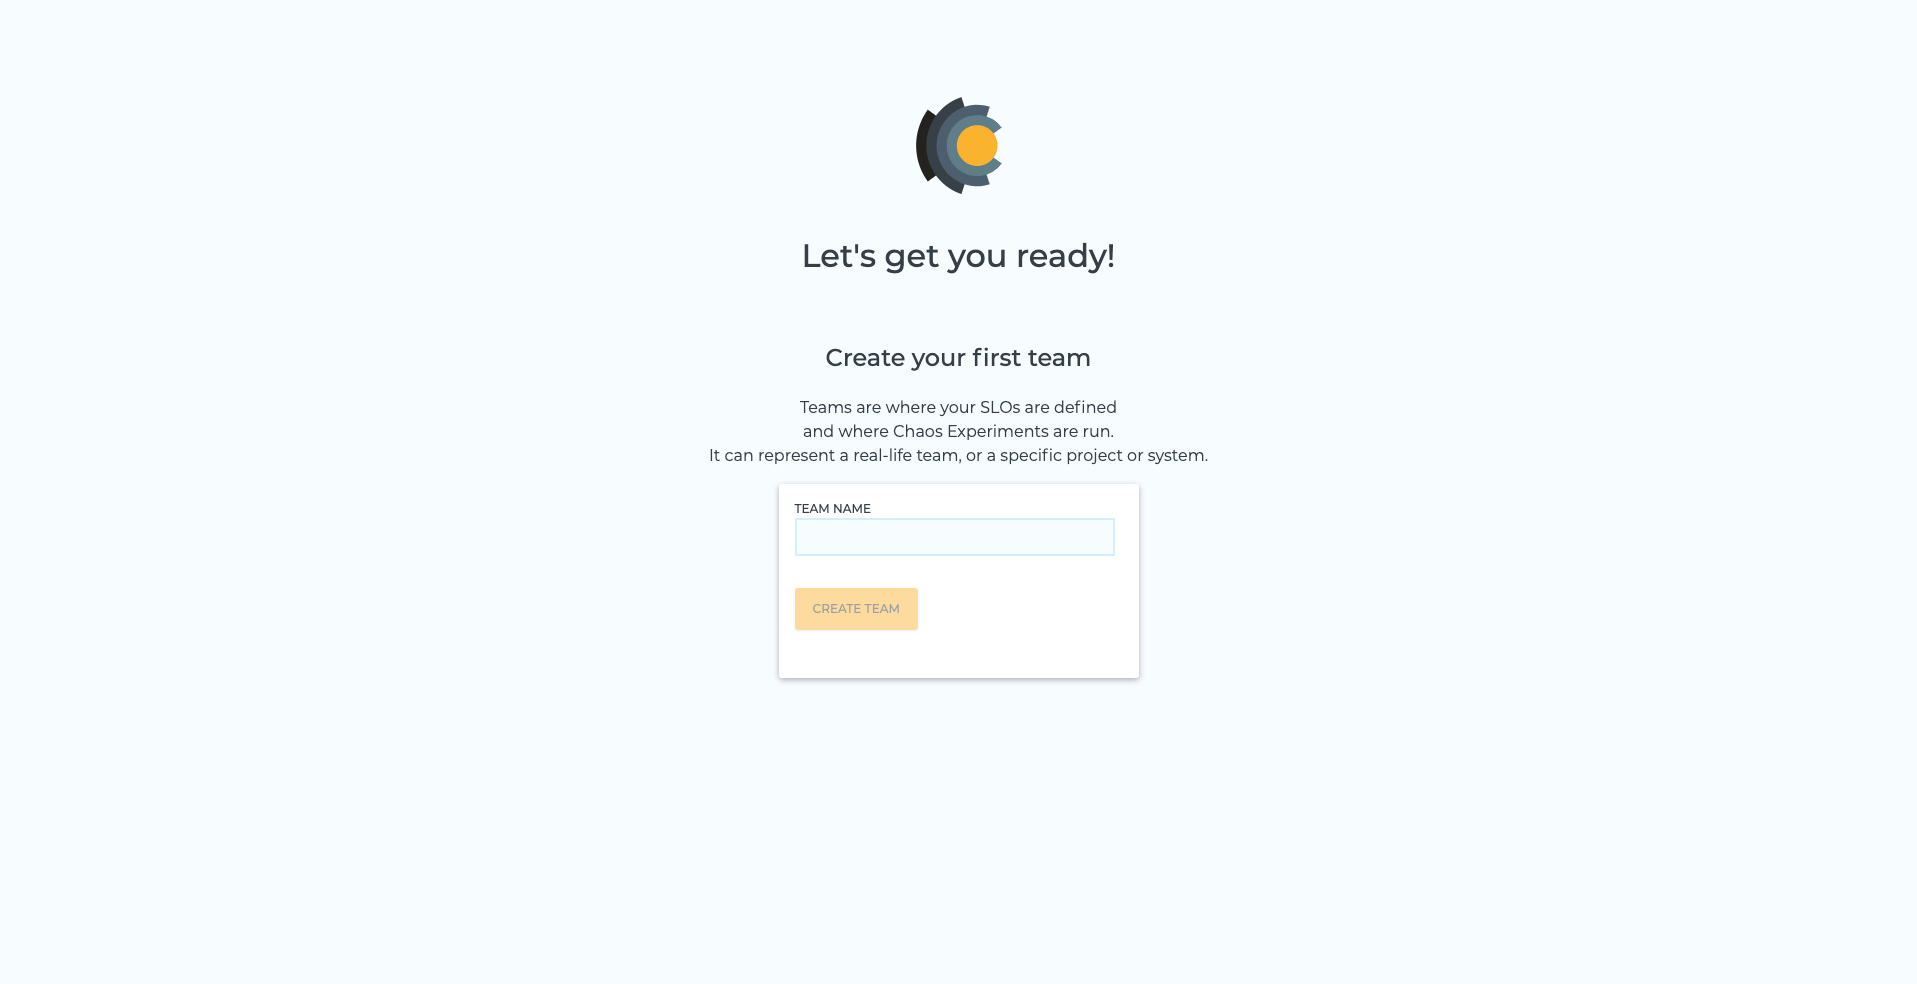 Let's get you ready!
Create your first team
Teams are where your SLOs are defined
and where Chaos Experiments are run.
It can represent a real-life team, or a specific project or system.
TEAM NAME
CREATE TEAM